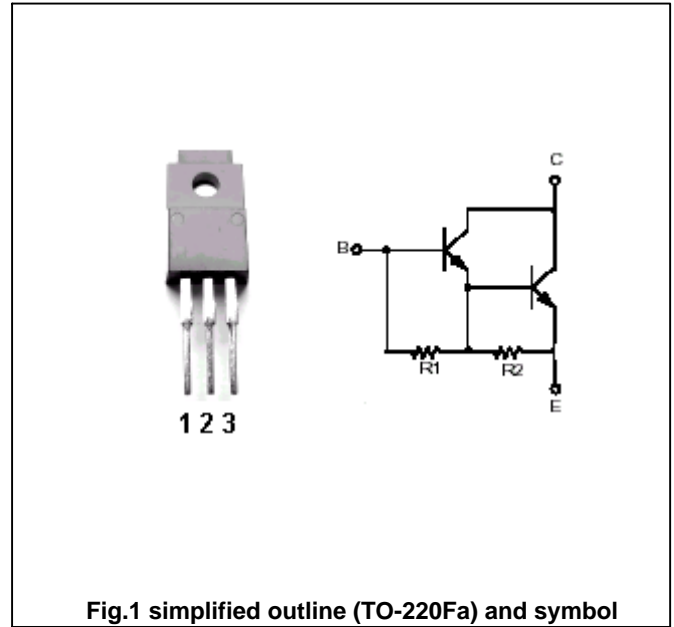 C
B
R1
R2
E
1 2 3
Fig.1 simplified outline (TO-220Fa) and symbol